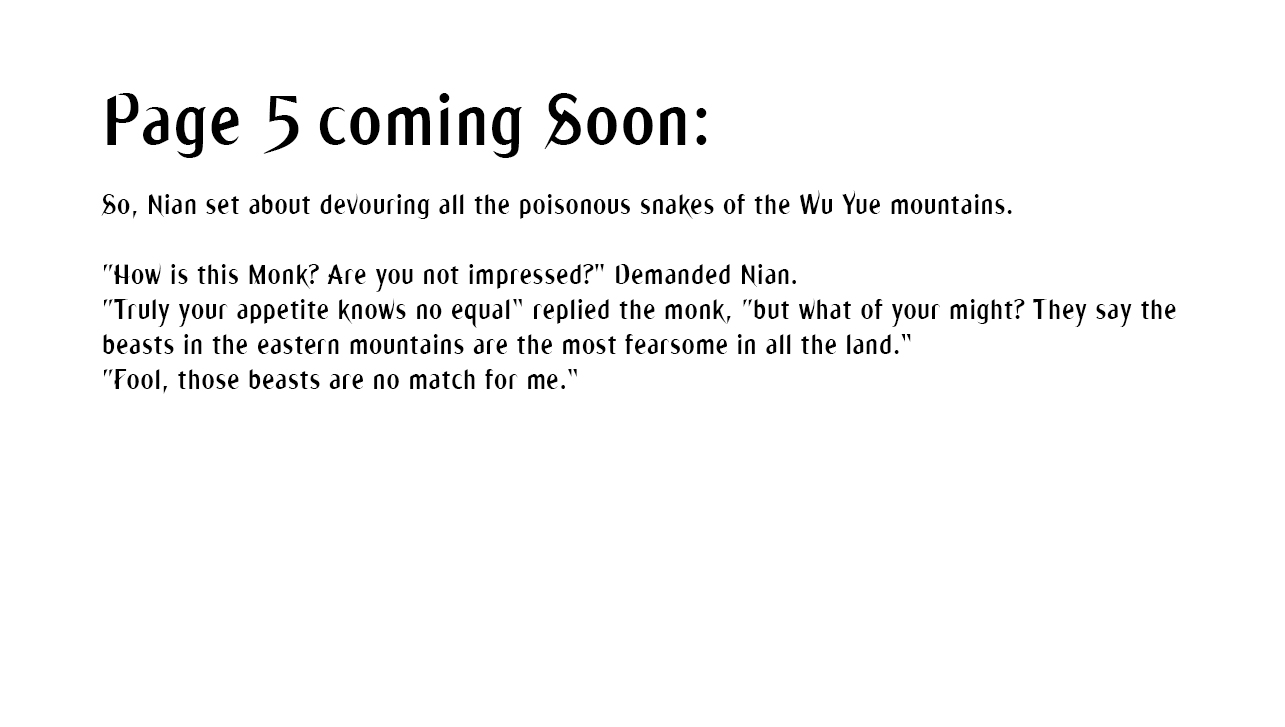 Page 5 coming Soon:
So, Nian set about devouring all the poisonous snakes of the Wu Yue mountains.
"How is this Monk? Are you not impressed?" Demanded Nian.
"Truly your appetite knows no equal" replied the monk, "but what of your might? They say the
beasts in the eastern mountains are the most fearsome in all the land."
"Fool, those beasts are no match for me."